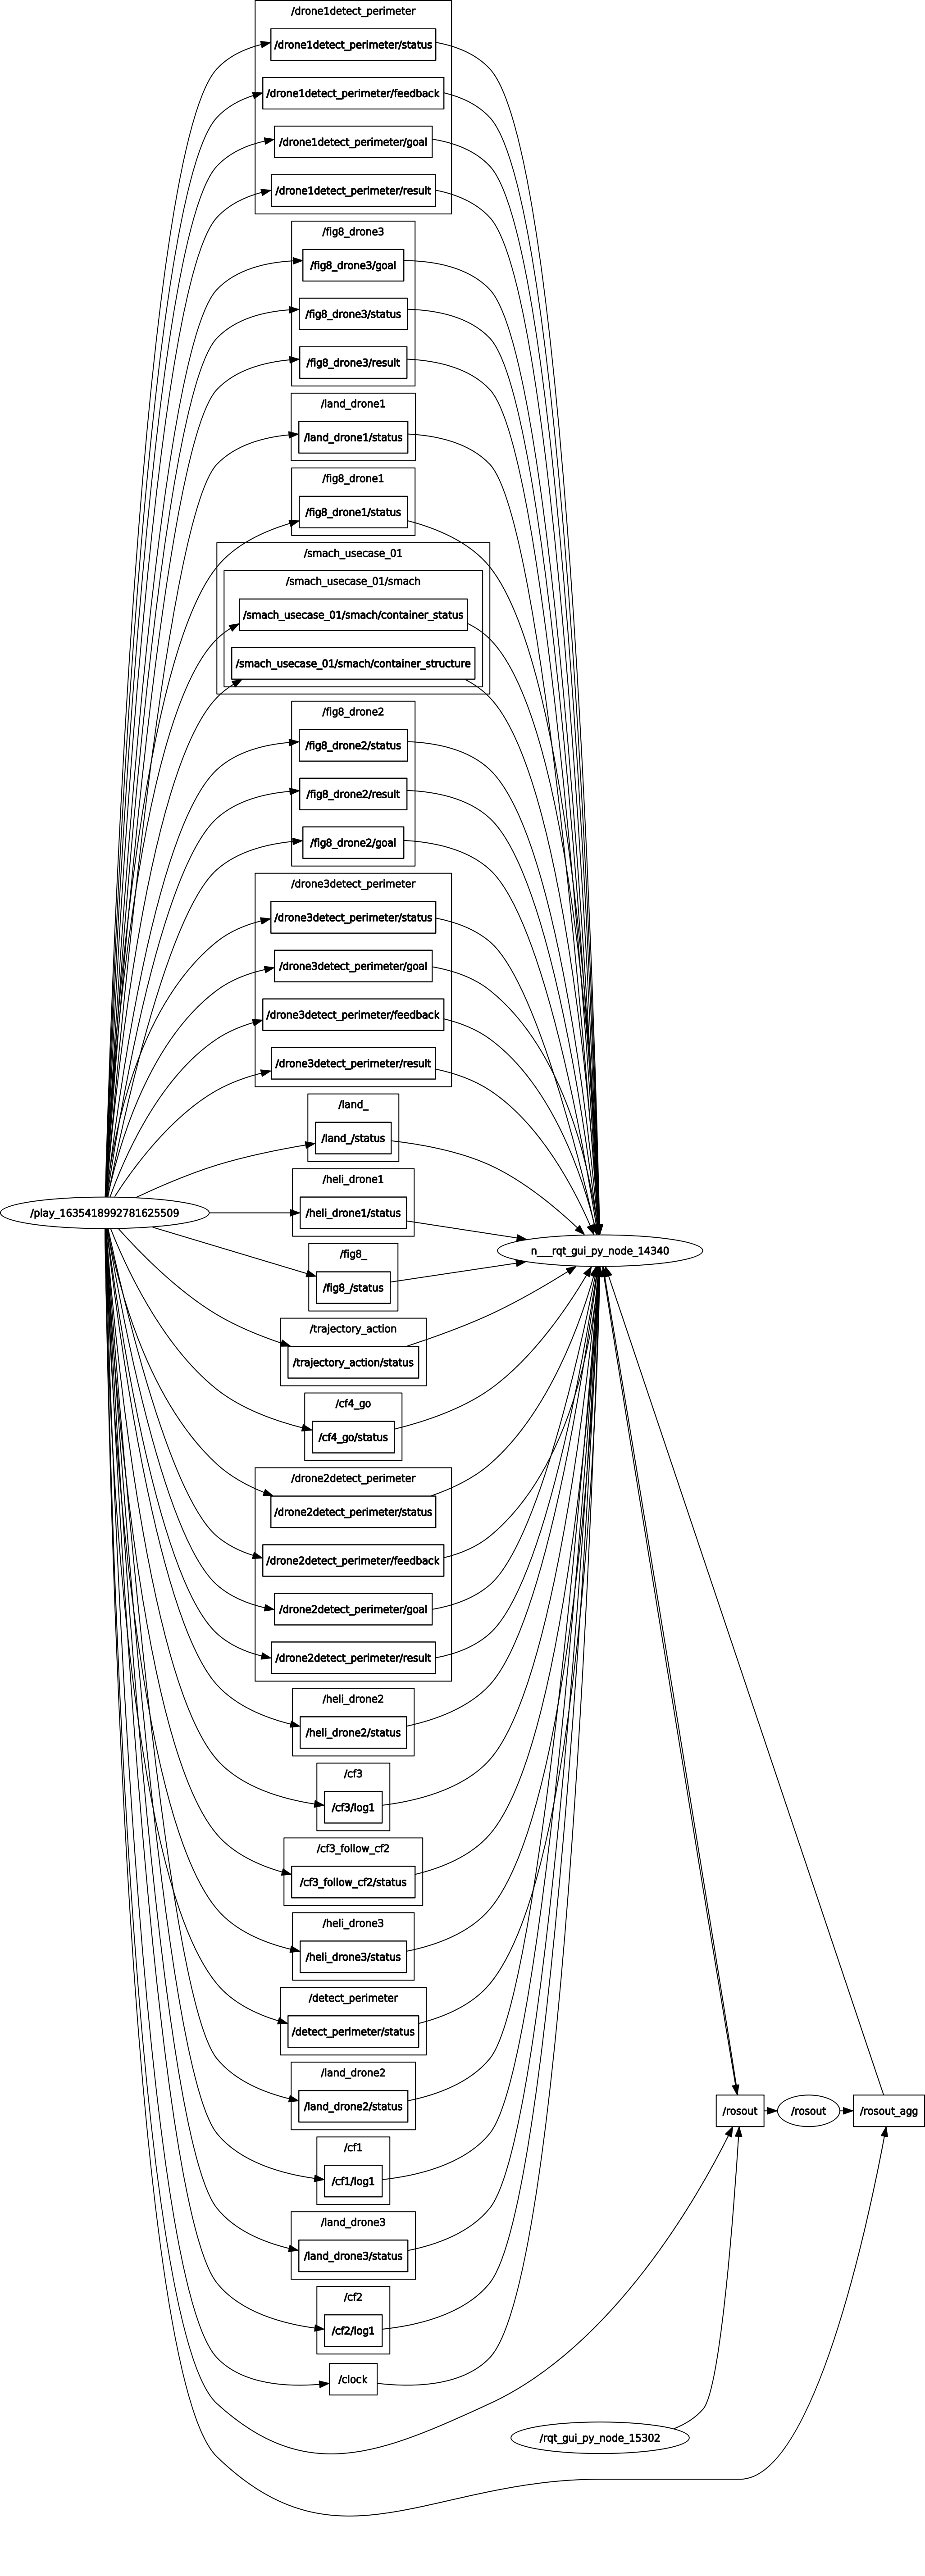 /drone1detect_perimeter
/drone1detect_perimeter/status
/drone1detect_perimeter/feedback
/drone1detect_perimeter/goal
/drone1detect_perimeter/result
/fig8_drone3
/fig8_drone3/goal
/fig8_drone3/status
/fig8_drone3/result
/land_drone1
/land_drone1/status
/fig8_drone1
/fig8_drone1/status
/smach_usecase_01
/smach_usecase_01/smach
/smach_usecase_01/smach/container_status
/smach_usecase_01/smach/container_structure
/fig8_drone2
/fig8_drone2/status
/fig8_drone2/result
/fig8_drone2/goal
/drone3detect_perimeter
/drone3detect_perimeter/status
/drone3detect_perimeter/goal
/drone3detect_perimeter/feedback
/drone3detect_perimeter/result
/land_
/land_/status
/heli_drone1
/play_1635418992781625509
/heli_drone1/status
/fig8_
n___rqt_gui_py_node_14340
/fig8_/status
/trajectory_action
/trajectory_action/status
/cf4_go
/cf4_go/status
/drone2detect_perimeter
/drone2detect_perimeter/status
/drone2detect_perimeter/feedback
/drone2detect_perimeter/goal
/drone2detect_perimeter/result
/heli_drone2
/heli_drone2/status
/cf3
/cf3/log1
/cf3_follow_cf2
/cf3_follow_cf2/status
/heli_drone3
/heli_drone3/status
/detect_perimeter
/detect_perimeter/status
/land_drone2
/land_drone2/status
/rosout
/rosout
/rosout_agg
/cf1
/cf1/log1
/land_drone3
/land_drone3/status
/cf2
/cf2/log1
/clock
/rqt_gui_py_node_15302